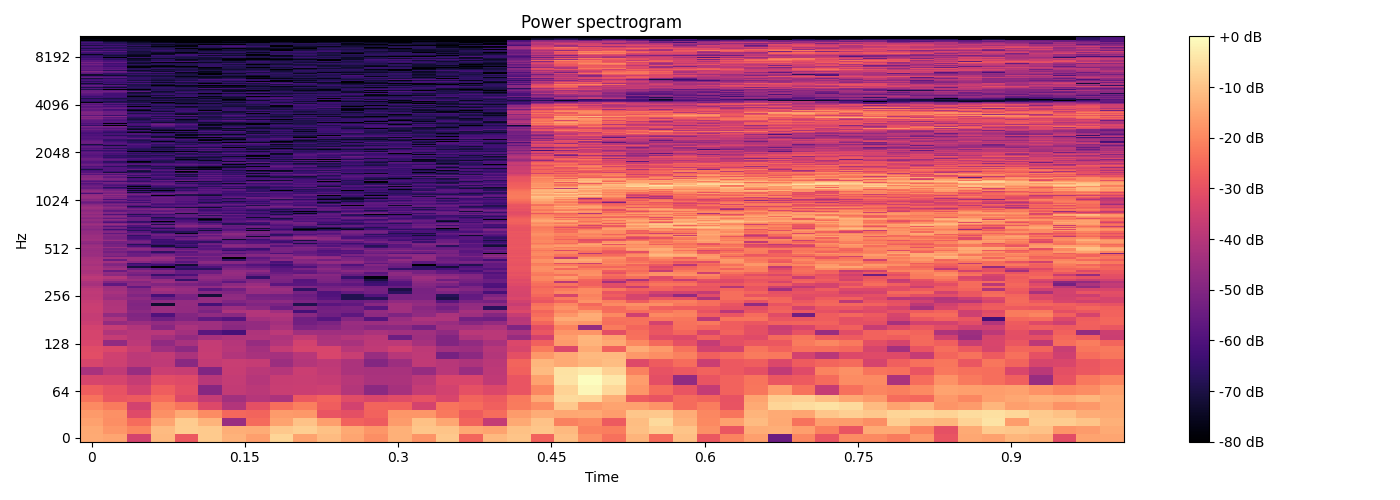 Power spectrogram
8192
4096
2048
1024
512
256
128
64
0
Hz
0 0.15 0.3 0.45 0.6 0.75 0.9
Time
+0 dB
-10 dB
-20 dB
-30 dB
-40 dB
-50 dB
-60 dB
-70 dB
-80 dB